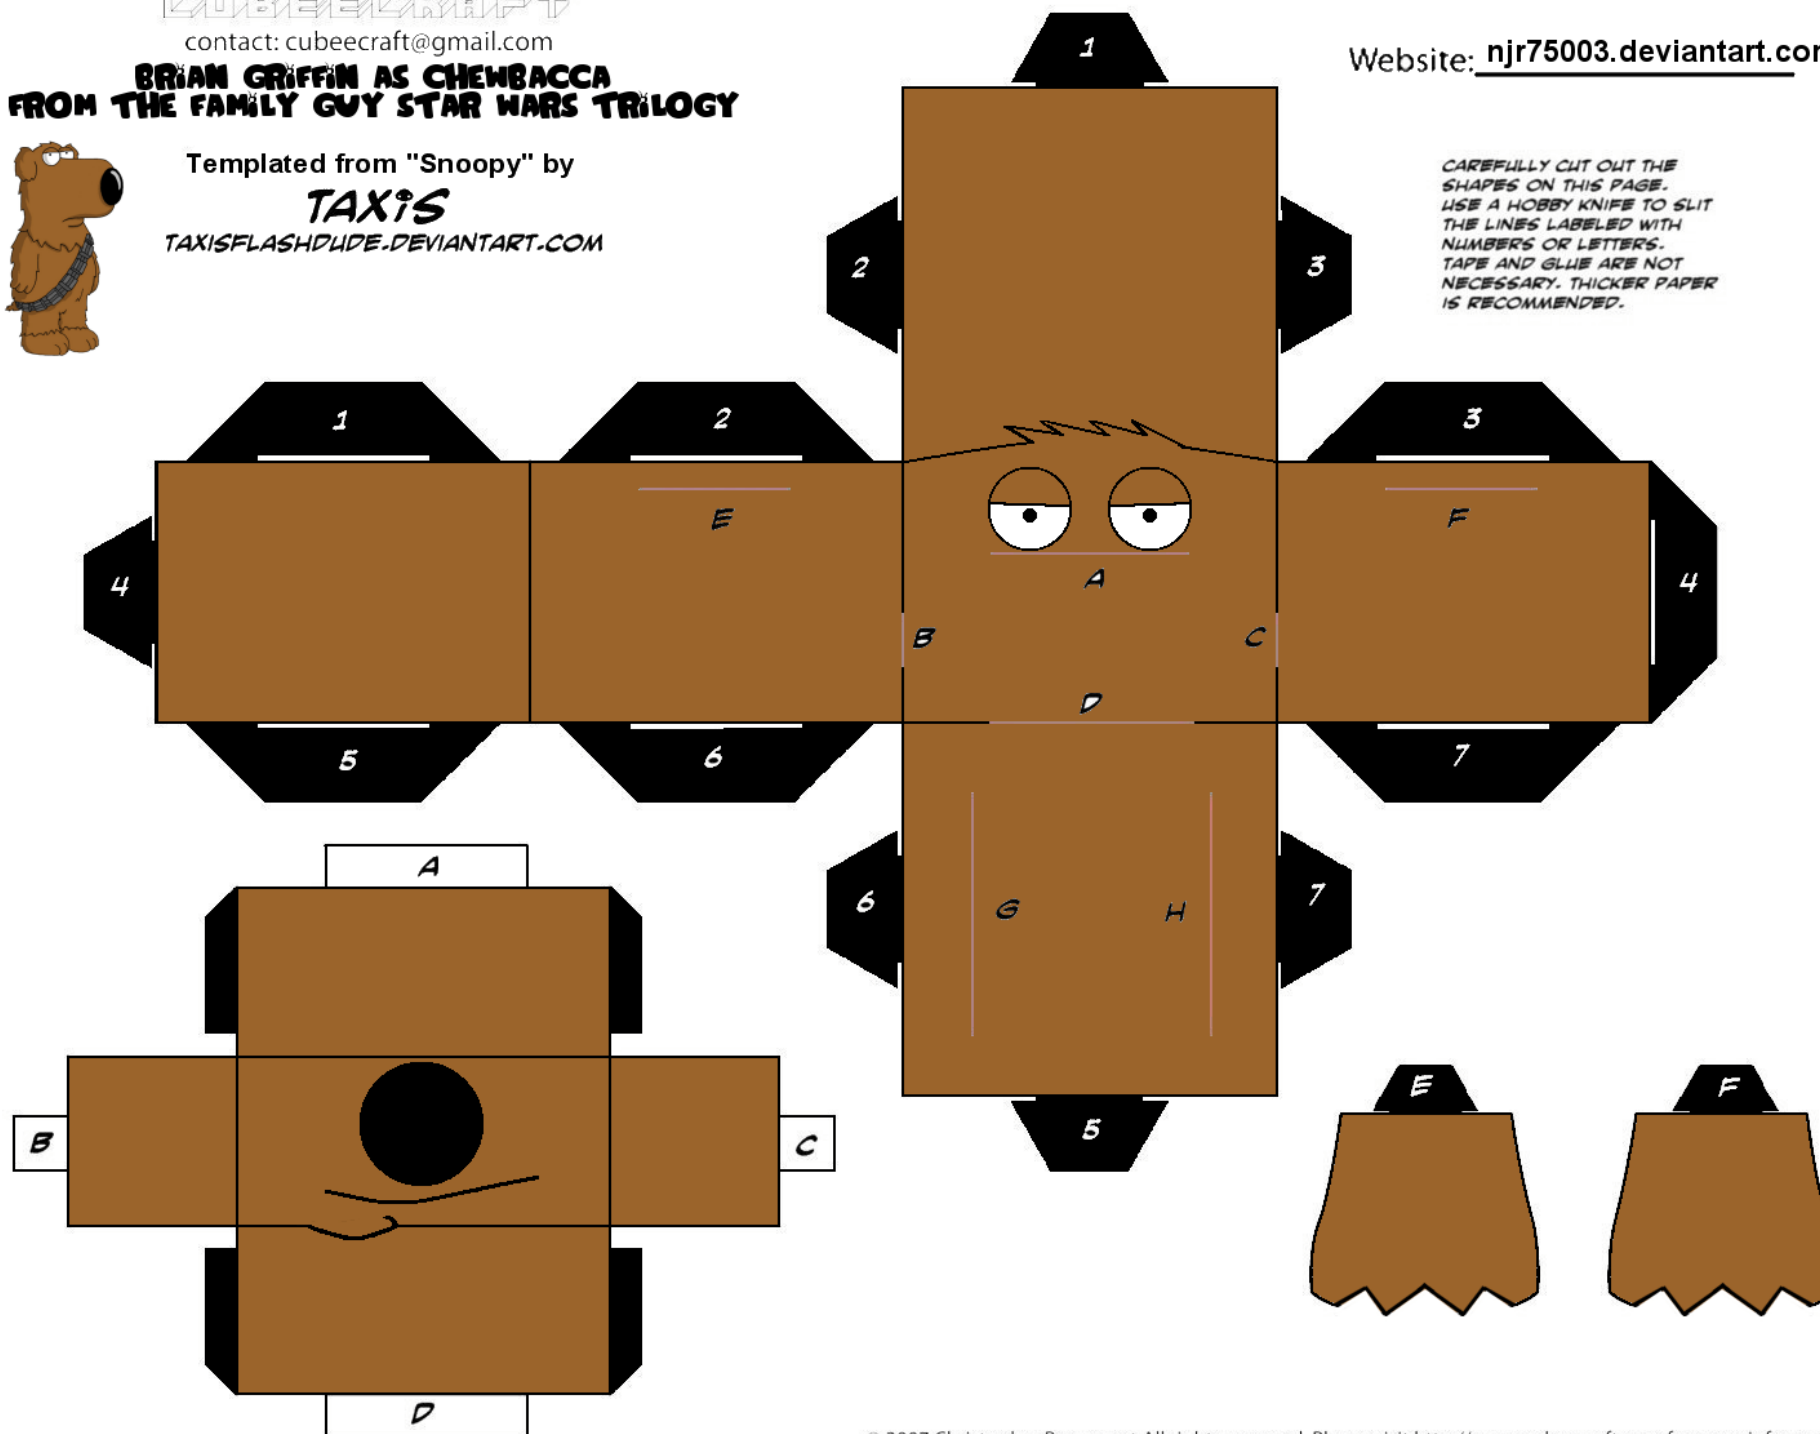 CUBEECRAFT
contact: cubeecraft@gmail.com
BRIAN GRIFFIN AS CHEWBACCA
FROM THE FAMILY GUY STAR WARS TRILOGY
Templated from "Snoopy" by
TAXIS
TAXISFLASHDUDE.DEVIANTART.COM
Website: njr75003.deviantart.com
CAREFULLY CUT OUT THE
SHAPES ON THIS PAGE.
USE A HOBBY KNIFE TO SLIT
THE LINES LABELED WITH
NUMBERS OR LETTERS.
TAPE AND GLUE ARE NOT
NECESSARY. THICKER PAPER
IS RECOMMENDED.
1
2
3
1
2
3
E
F
A
4
4
B
C
D
5
6
7
6
G
H
7
5
A
B
C
D
E
F